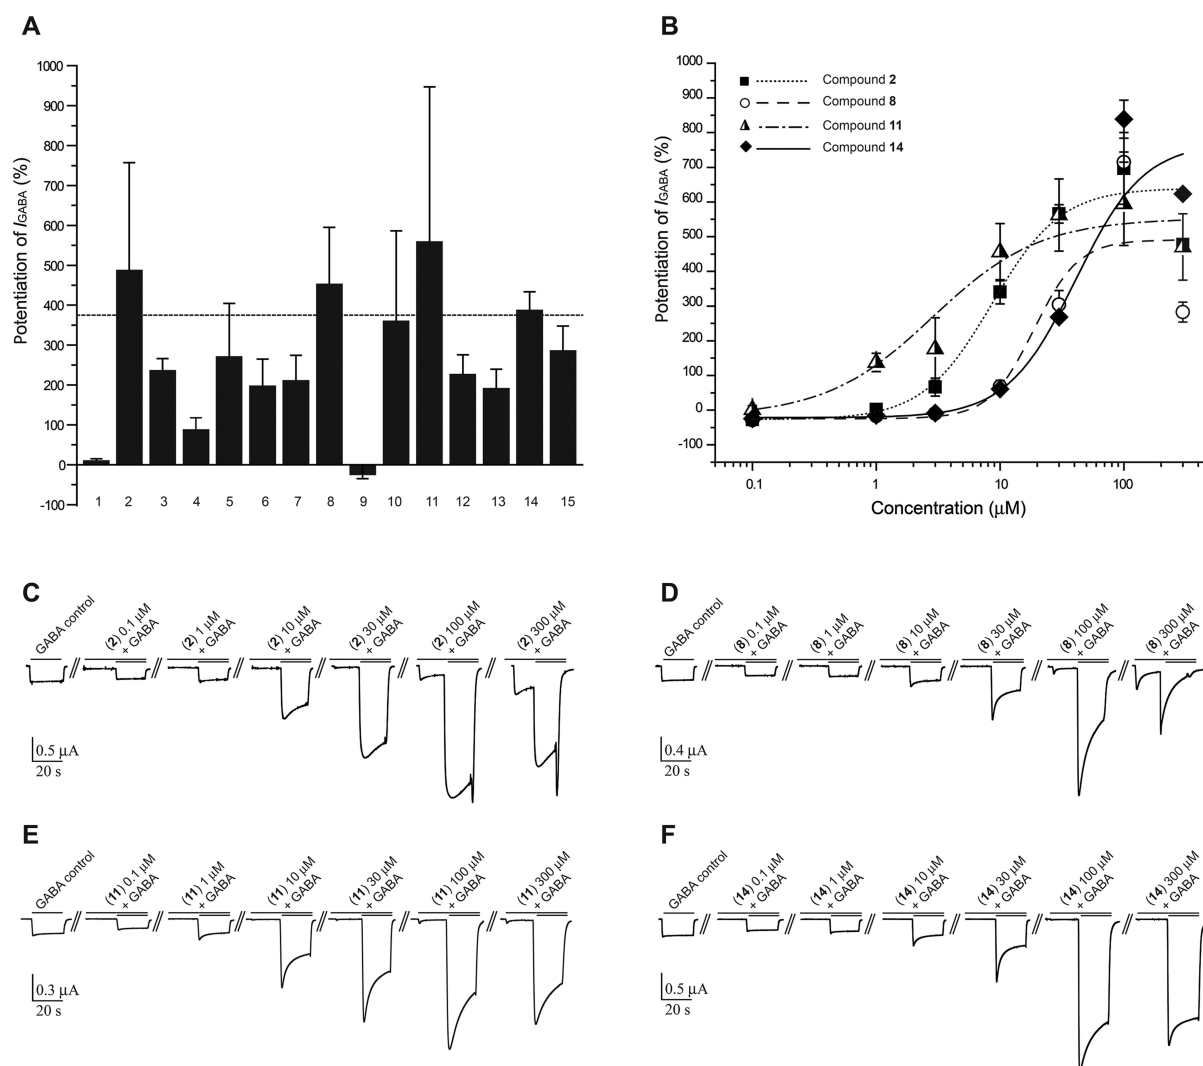 A
Potentiation of IGABA (%)
1000
900
800
700
600
500
400
300
200
100
0
-100
1 2 3 4 5 6 7 8 9 10 11 12 13 14 15
B
Potentiation of IGABA (%)
1000
900
800
700
600
500
400
300
200
100
0
-100
Compound 2
Compound 8
Compound 11
Compound 14
0.1 1 10 100
Concentration (μM)
C
GABA control
(2) 0.1 μM
+ GABA
(2) 1 μM
+ GABA
(2) 10 μM
+ GABA
(2) 30 μM
+ GABA
(2) 100 μM
+ GABA
(2) 300 μM
+ GABA
0.5 μA
20 s
D
GABA control
(8) 0.1 μM
+ GABA
(8) 1 μM
+ GABA
(8) 10 μM
+ GABA
(8) 30 μM
+ GABA
(8) 100 μM
+ GABA
(8) 300 μM
+ GABA
0.4 μA
20 s
E
GABA control
(11) 0.1 μM
+ GABA
(11) 1 μM
+ GABA
(11) 10 μM
+ GABA
(11) 30 μM
+ GABA
(11) 100 μM
+ GABA
(11) 300 μM
+ GABA
0.3 μA
20 s
F
GABA control
(14) 0.1 μM
+ GABA
(14) 1 μM
+ GABA
(14) 10 μM
+ GABA
(14) 30 μM
+ GABA
(14) 100 μM
+ GABA
(14) 300 μM
+ GABA
0.5 μA
20 s